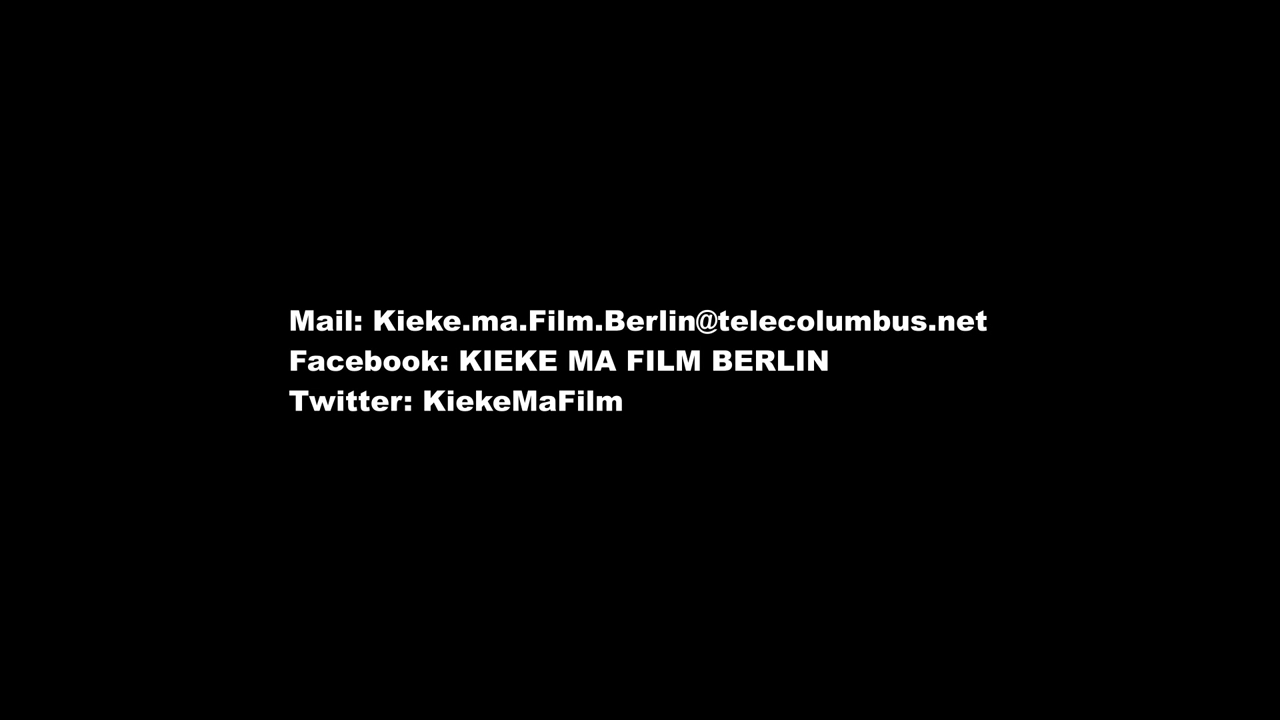 Mail: Kieke.ma.Film.Berlin@telecolumbus.net
Facebook: KIEKE MA FILM BERLIN
Twitter: KiekeMaFilm